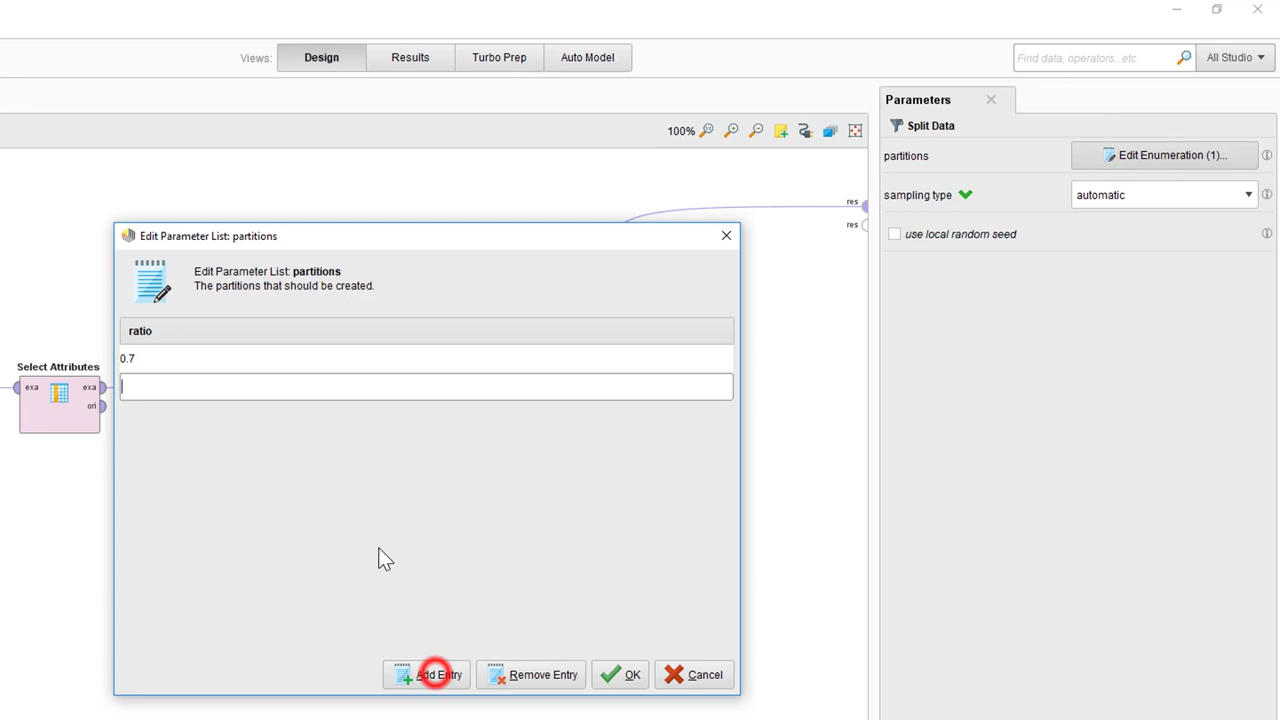 Views: Design Results Turbo Prep Auto Model Find data, operators...etc All Studio
Parameters
Split Data
100%
partitions Edit Enumeration (1)...
sampling type automatic
use local random seed
res
res
Edit Parameter List: partitions
Edit Parameter List: partitions
The partitions that should be created.
ratio
0.7
Select Attributes
exa exa
ori
Add Entry Remove Entry OK Cancel